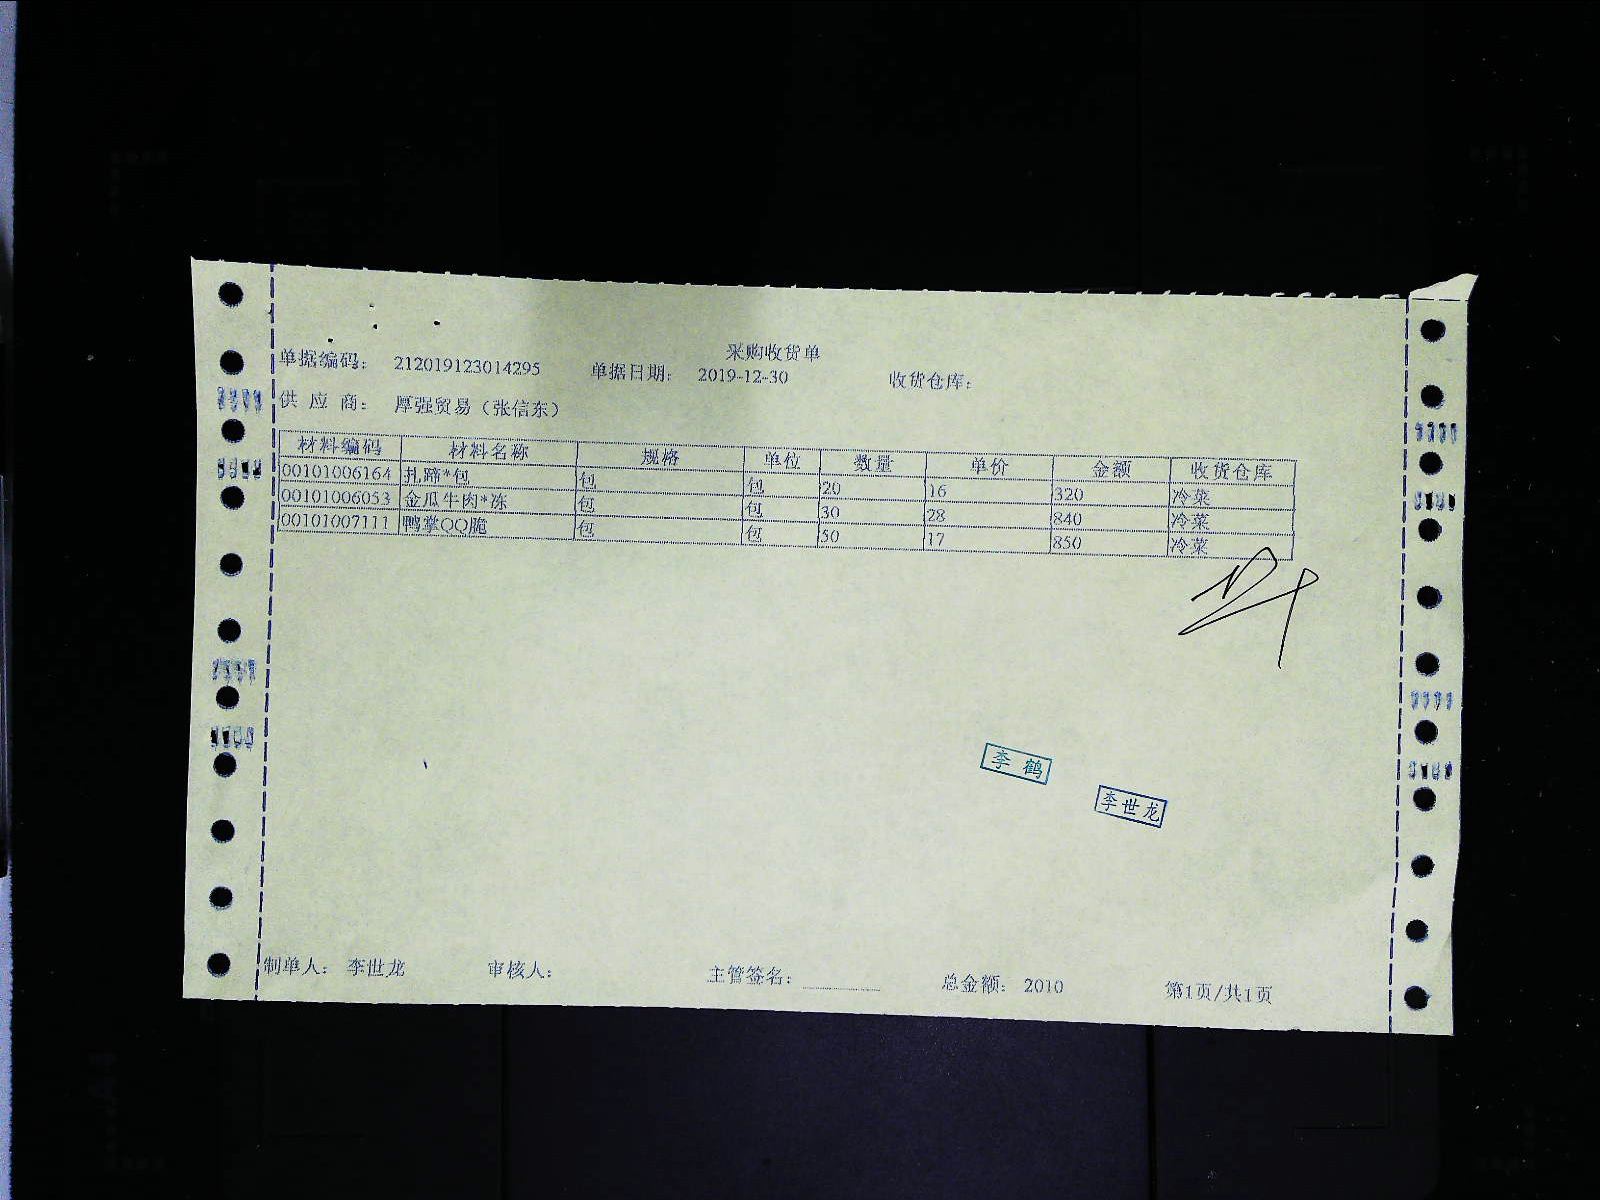 采购收货单
单据编码: 212019123014295 单据日期: 2019-12-30 收货仓库:
供 应 商: 厚强贸易（张信东）
材料编码 材料名称 规格 单位 数量 单价 金额 收货仓库
00101006164 扎蹄*包 包 包 20 16 320 冷菜
00101006053 金瓜牛肉*冻 包 包 30 28 840 冷菜
00101007111 鸭掌QQ脆 包 包 50 17 850 冷菜
李 鹤
李世龙
制单人: 李世龙 审核人: 主管签名: 总金额: 2010 第1页/共1页